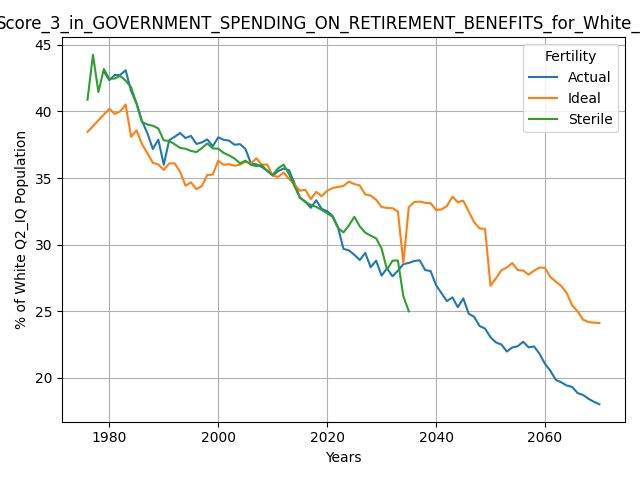 Score_3_in_GOVERNMENT_SPENDING_ON_RETIREMENT_BENEFITS_for_White_
45
40
35
30
25
20
% of White Q2_IQ Population
Fertility
Actual
Ideal
Sterile
1980
2000
2020
2040
2060
Years